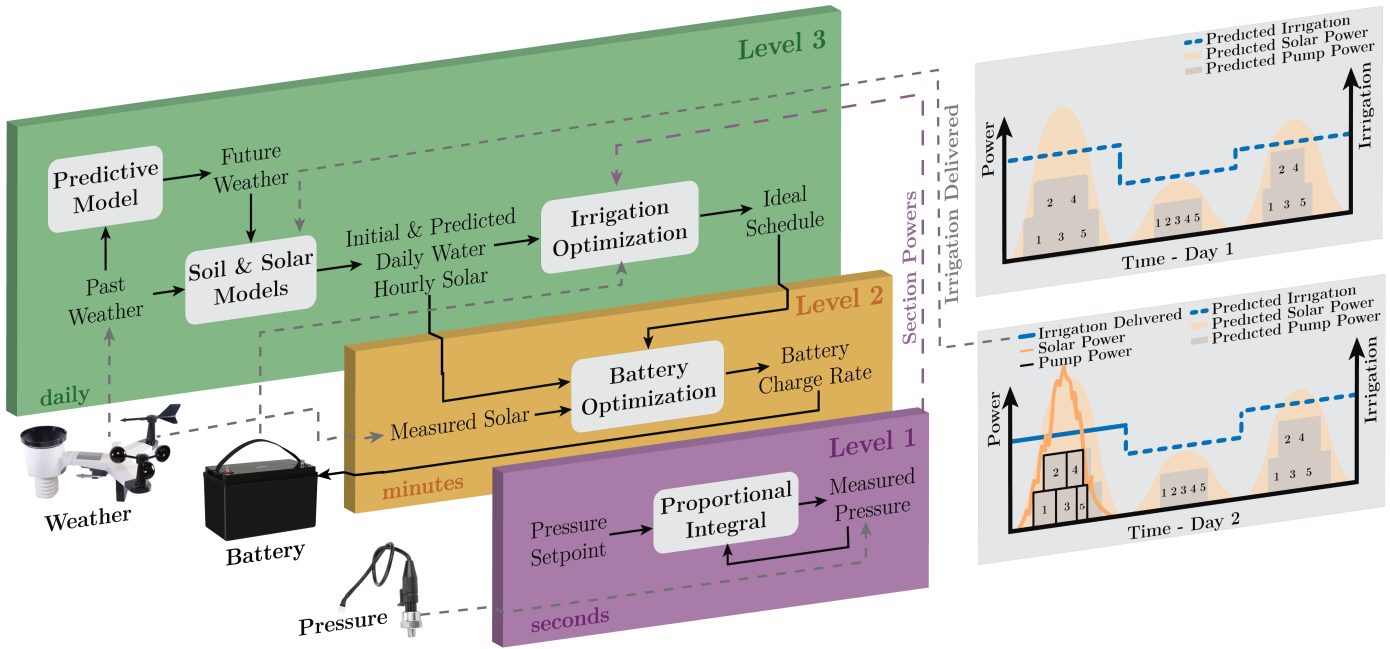 Level 3
Predictive
Model
Future
Weather
Past
Weather
Soil & Solar
Models
Initial & Predicted
Daily Water
Hourly Solar
Irrigation
Optimization
Ideal
Schedule
daily
Level 2
Measured Solar
Battery
Optimization
Battery
Charge Rate
minutes
Level 1
Pressure
Setpoint
Proportional
Integral
Measured
Pressure
seconds
Weather
Battery
Pressure
Section Powers
Irrigation Delivered
Predicted Irrigation
Predicted Solar Power
Predicted Pump Power
Power
Irrigation
2 4
1 3 5
1 2 3 4 5
2 4
1 3 5
Time - Day 1
Irrigation Delivered
Solar Power
Pump Power
Predicted Irrigation
Predicted Solar Power
Predicted Pump Power
Power
Irrigation
2 4
1 3 5
1 2 3 4 5
2 4
1 3 5
Time - Day 2